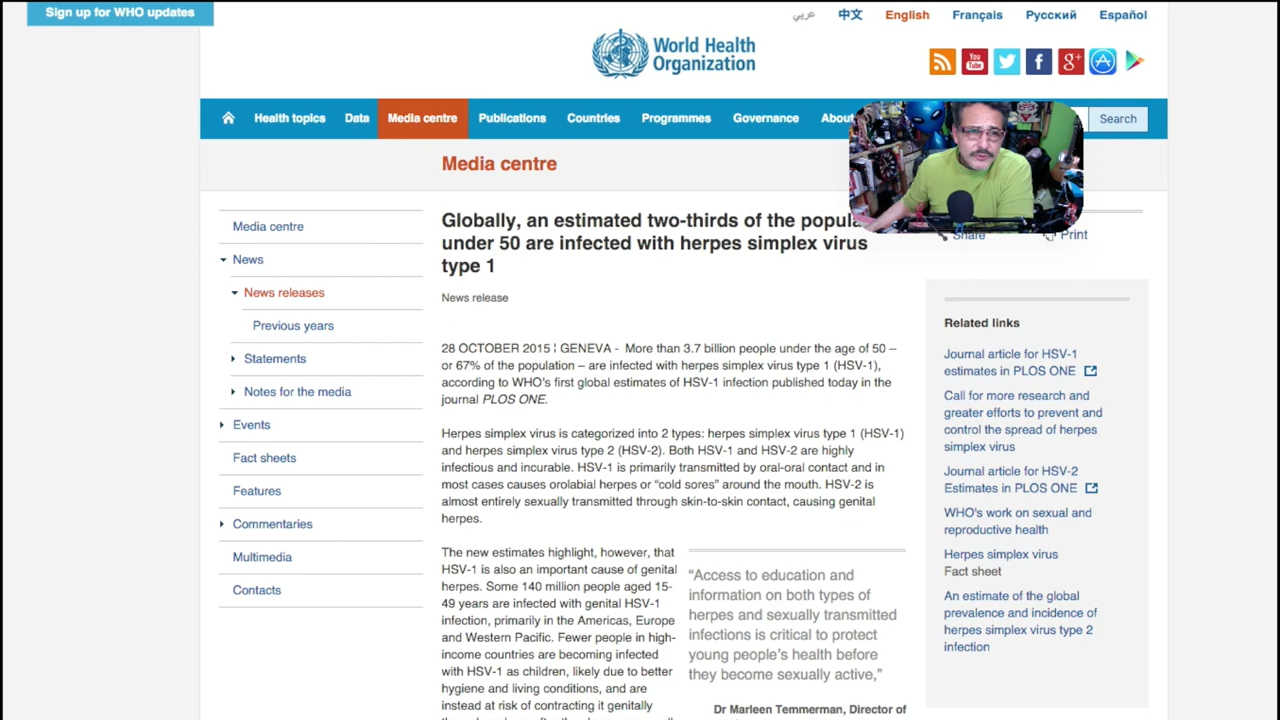 Sign up for WHO updates
عربي
中文
English
Français
Русский
Español
World Health
Organization
Health topics
Data
Media centre
Publications
Countries
Programmes
Governance
About
Search
Media centre
Media centre
News
News releases
Previous years
Statements
Notes for the media
Events
Fact sheets
Features
Commentaries
Multimedia
Contacts
Globally, an estimated two-thirds of the popula
under 50 are infected with herpes simplex virus
type 1
Share
Print
News release
28 OCTOBER 2015 ¦ GENEVA - More than 3.7 billion people under the age of 50 –
or 67% of the population – are infected with herpes simplex virus type 1 (HSV-1),
according to WHO's first global estimates of HSV-1 infection published today in the
journal PLOS ONE.
Herpes simplex virus is categorized into 2 types: herpes simplex virus type 1 (HSV-1)
and herpes simplex virus type 2 (HSV-2). Both HSV-1 and HSV-2 are highly
infectious and incurable. HSV-1 is primarily transmitted by oral-oral contact and in
most cases causes orolabial herpes or “cold sores” around the mouth. HSV-2 is
almost entirely sexually transmitted through skin-to-skin contact, causing genital
herpes.
The new estimates highlight, however, that
HSV-1 is also an important cause of genital
herpes. Some 140 million people aged 15-
49 years are infected with genital HSV-1
infection, primarily in the Americas, Europe
and Western Pacific. Fewer people in high-
income countries are becoming infected
with HSV-1 as children, likely due to better
hygiene and living conditions, and are
instead at risk of contracting it genitally
“Access to education and
information on both types of
herpes and sexually transmitted
infections is critical to protect
young people's health before
they become sexually active,”
Dr Marleen Temmerman, Director of
Related links
Journal article for HSV-1
estimates in PLOS ONE
Call for more research and
greater efforts to prevent and
control the spread of herpes
simplex virus
Journal article for HSV-2
Estimates in PLOS ONE
WHO's work on sexual and
reproductive health
Herpes simplex virus
Fact sheet
An estimate of the global
prevalence and incidence of
herpes simplex virus type 2
infection